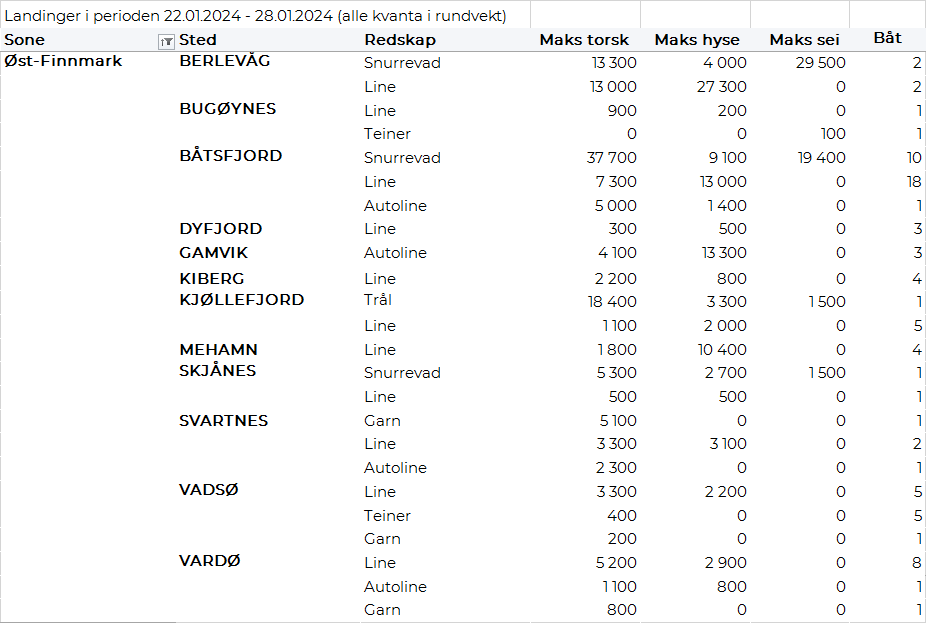 Landinger i perioden 22.01.2024 - 28.01.2024 (alle kvanta i rundvekt)
Sone Sted Redskap Maks torsk Maks hyse Maks sei Båt
Øst-Finnmark BERLEVÅG Snurrevad 13 300 4 000 29 500 2
Line 13 000 27 300 0 2
BUGØYNES Line 900 200 0 1
Teiner 0 0 100 1
BÅTSFJORD Snurrevad 37 700 9 100 19 400 10
Line 7 300 13 000 0 18
Autoline 5 000 1 400 0 1
DYFJORD Line 300 500 0 3
GAMVIK Autoline 4 100 13 300 0 3
KIBERG Line 2 200 800 0 4
KJØLLEFJORD Trål 18 400 3 300 1 500 1
Line 1 100 2 000 0 5
MEHAMN Line 1 800 10 400 0 4
SKJÅNES Snurrevad 5 300 2 700 1 500 1
Line 500 500 0 1
SVARTNES Garn 5 100 0 0 1
Line 3 300 3 100 0 2
Autoline 2 300 0 0 1
VADSØ Line 3 300 2 200 0 5
Teiner 400 0 0 5
Garn 200 0 0 1
VARDØ Line 5 200 2 900 0 8
Autoline 1 100 800 0 1
Garn 800 0 0 1